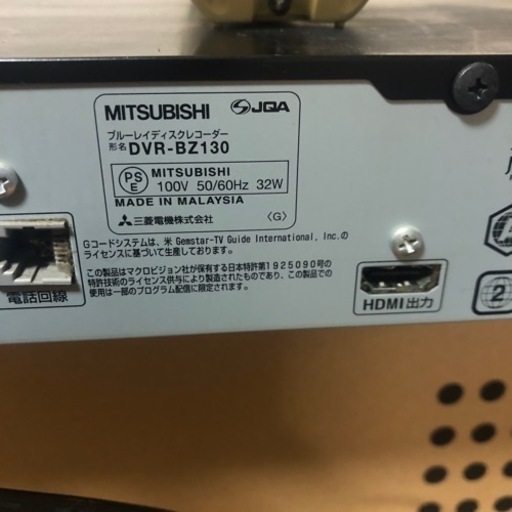 MITSUBISHI JQA
ブルーレイディスクレコーダー
形名 DVR-BZ130
PS E MITSUBISHI
100V 50/60Hz 32W
MADE IN MALAYSIA
三菱電機株式会社 〈G〉
Gコードシステムは、米 Gemstar-TV Guide International, Inc.の
ライセンスに基づいて生産しております。
この製品はマクロビジョン社が保有する日本特許第1925090号の
特許技術のライセンス供与により製造されたものであり、この製品での
使用は一部のプログラム配信に限定されます。
電話回線
HDMI出力
2